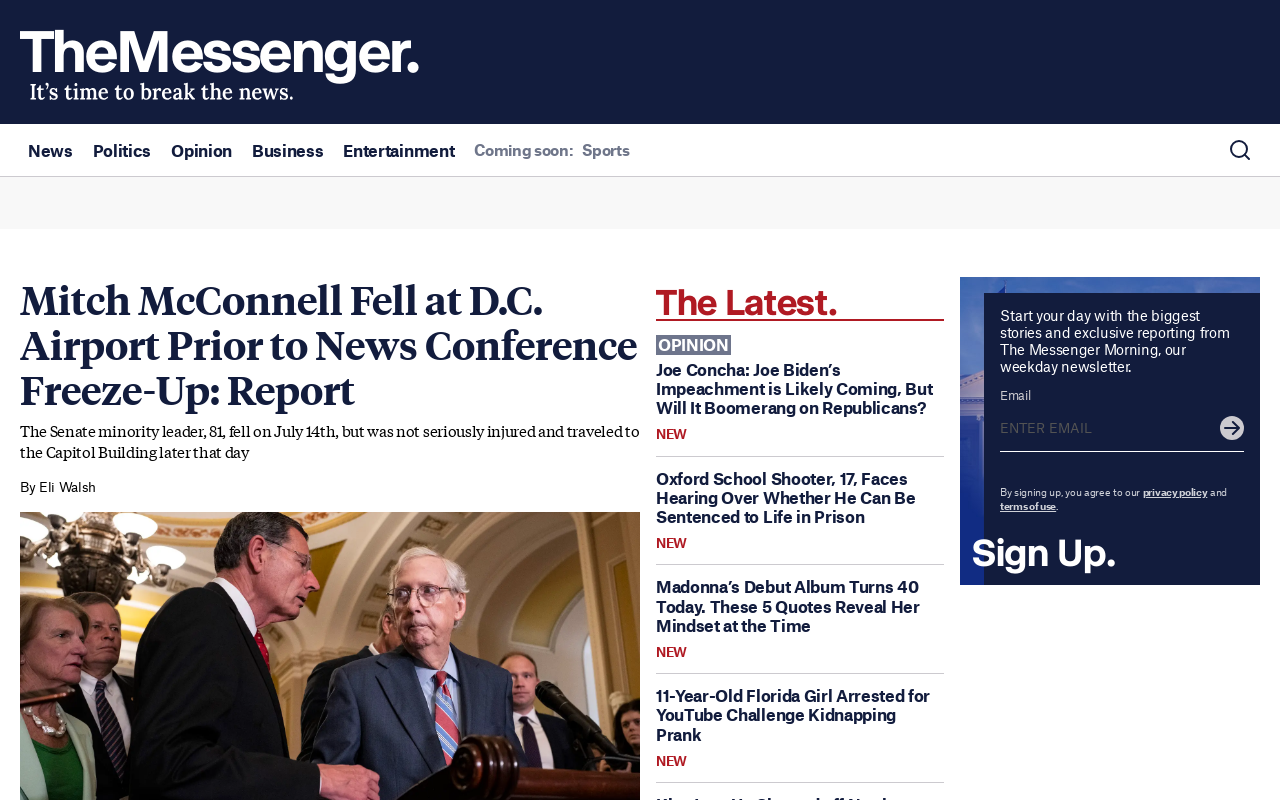 TheMessenger.
It's time to break the news.
News Politics Opinion Business Entertainment Coming soon: Sports
Mitch McConnell Fell at D.C.
Airport Prior to News Conference
Freeze-Up: Report
The Senate minority leader, 81, fell on July 14th, but was not seriously injured and traveled to
the Capitol Building later that day
By Eli Walsh
The Latest.
OPINION
Joe Concha: Joe Biden's
Impeachment is Likely Coming, But
Will It Boomerang on Republicans?
NEW
Oxford School Shooter, 17, Faces
Hearing Over Whether He Can Be
Sentenced to Life in Prison
NEW
Madonna's Debut Album Turns 40
Today. These 5 Quotes Reveal Her
Mindset at the Time
NEW
11-Year-Old Florida Girl Arrested for
YouTube Challenge Kidnapping
Prank
NEW
Start your day with the biggest
stories and exclusive reporting from
The Messenger Morning, our
weekday newsletter.
Email
ENTER EMAIL
By signing up, you agree to our privacy policy and
terms of use.
Sign Up.